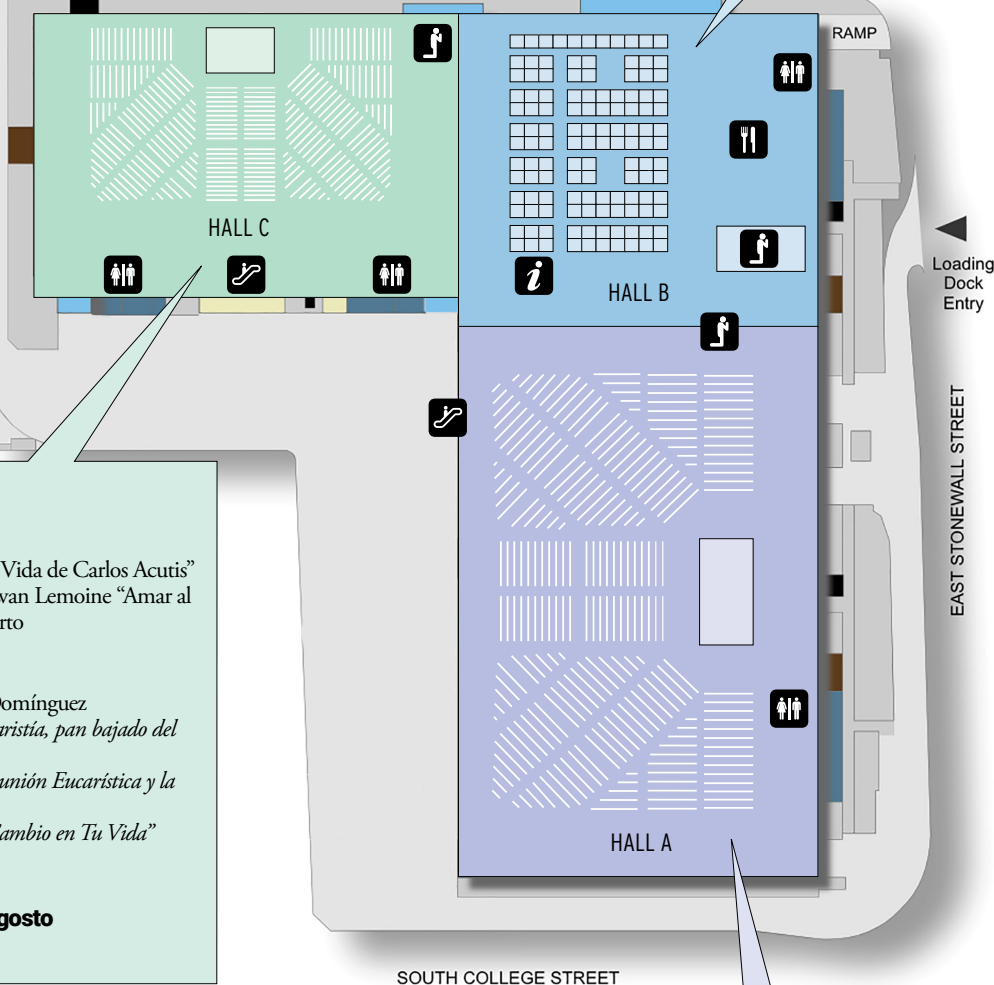 RAMP
HALL C
HALL B
Loading
Dock
Entry
EAST STONEWALL STREET
Vida de Carlos Acutis”
van Lemoine “Amar al
rto
Domínguez
aristía, pan bajado del
unión Eucarística y la
ambio en Tu Vida”
gosto
HALL A
SOUTH COLLEGE STREET